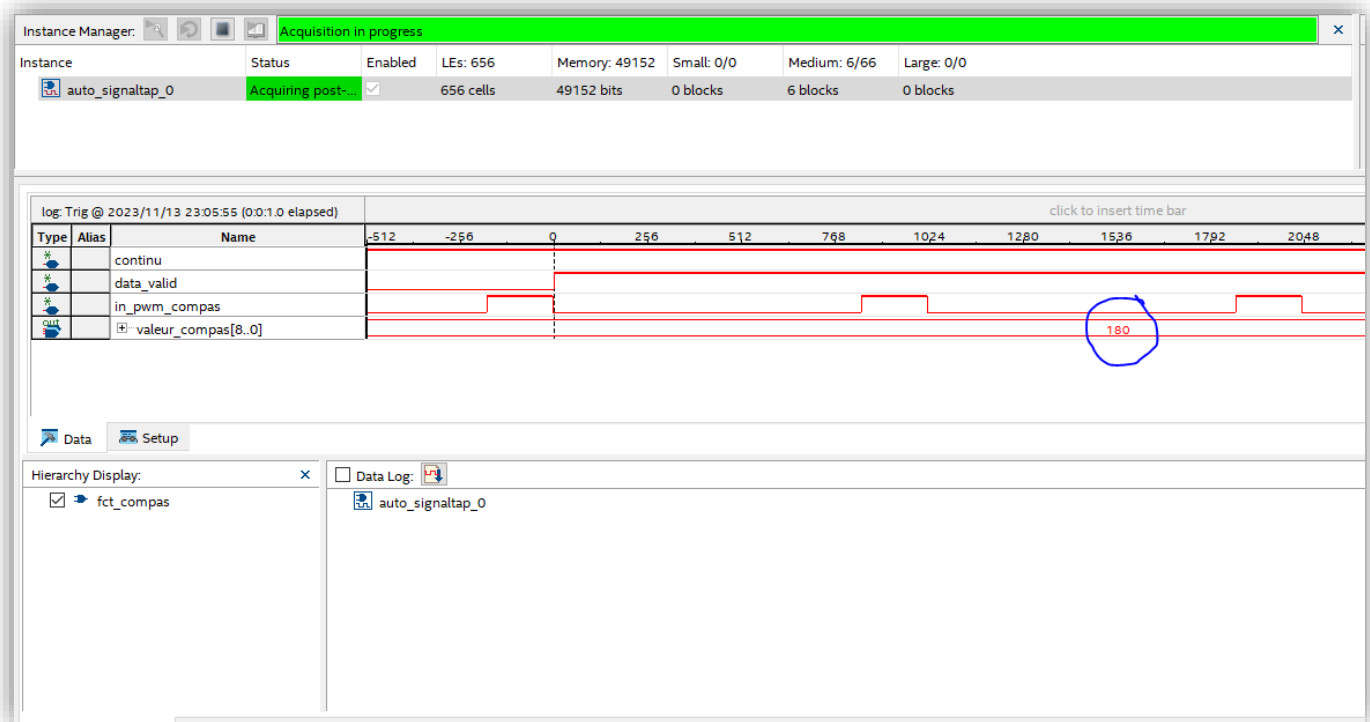 Instance Manager: Acquisition in progress ×
Instance Status Enabled LEs: 656 Memory: 49152 Small: 0/0 Medium: 6/66 Large: 0/0
auto_signaltap_0 Acquiring post-... 656 cells 49152 bits 0 blocks 6 blocks 0 blocks
log: Trig @ 2023/11/13 23:05:55 (0:0:1.0 elapsed) click to insert time bar
Type Alias Name -512 -256 0 256 512 768 1024 1280 1536 1792 2048
continu
data_valid
in_pwm_compas
out valeur_compas[8..0] 180
Data Setup
Hierarchy Display: × Data Log:
fct_compas auto_signaltap_0